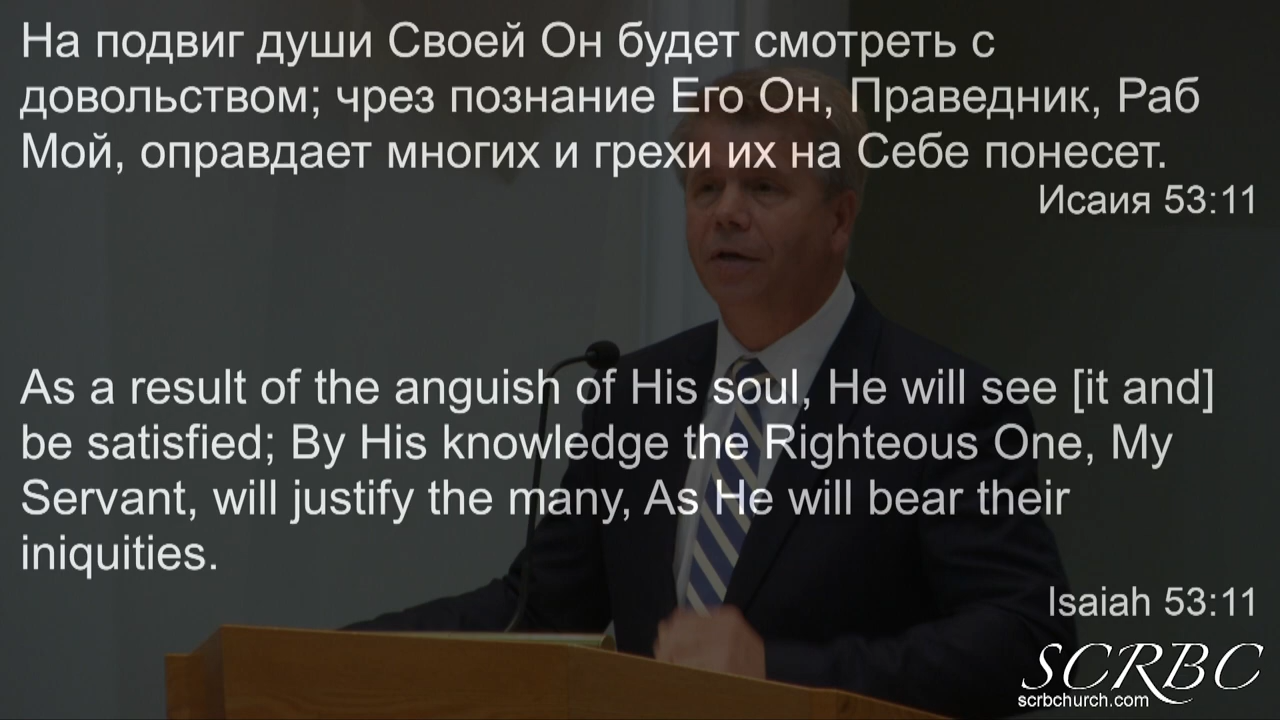 На подвиг души Своей Он будет смотреть с
довольством; чрез познание Его Он, Праведник, Раб
Мой, оправдает многих и грехи их на Себе понесет.
Исаия 53:11
As a result of the anguish of His soul, He will see [it and]
be satisfied; By His knowledge the Righteous One, My
Servant, will justify the many, As He will bear their
iniquities.
Isaiah 53:11
SCRBC
scrbchurch.com